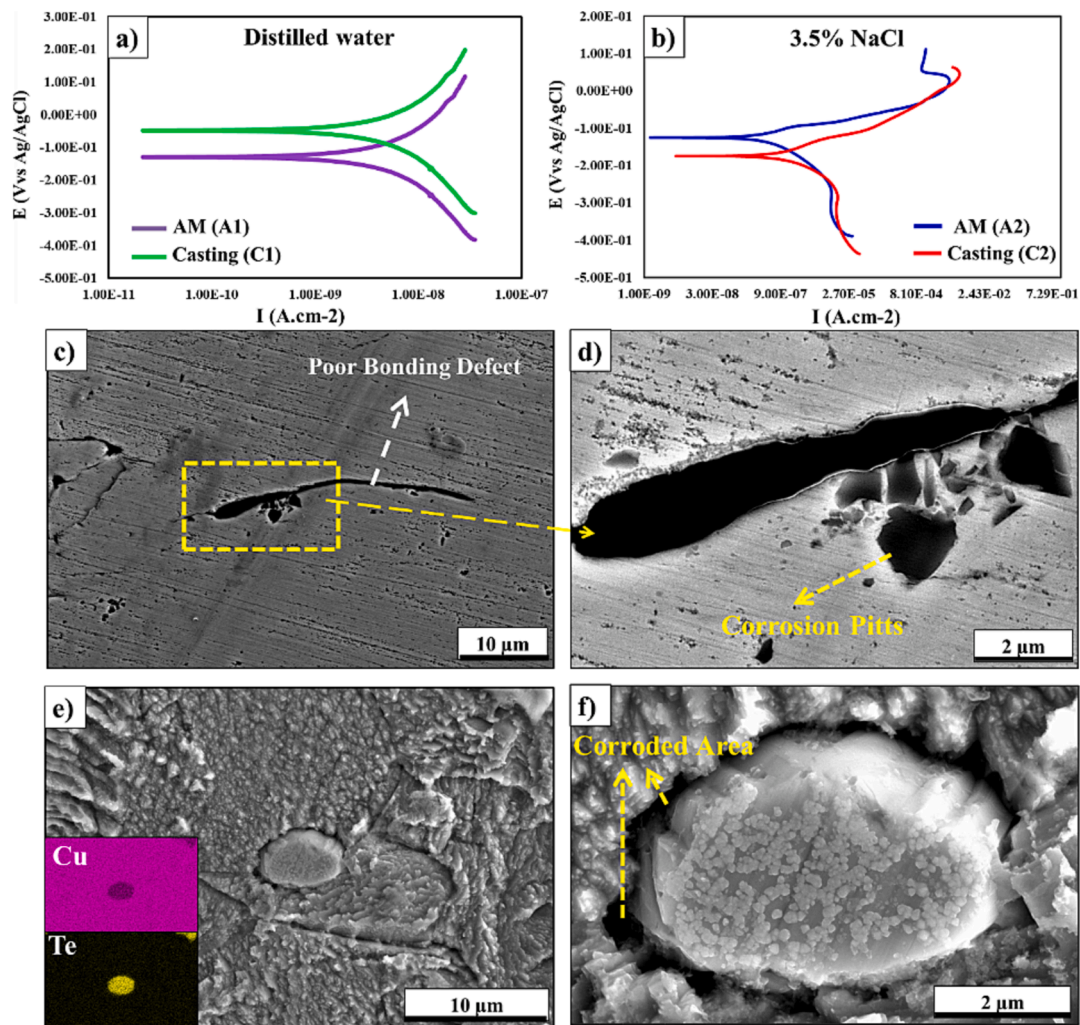 a)
Distilled water
3.00E-01
2.00E-01
1.00E-01
0.00E+00
-1.00E-01
-2.00E-01
-3.00E-01
-4.00E-01
-5.00E-01
E (Vvs Ag/AgCl)
AM (A1)
Casting (C1)
1.00E-11
1.00E-10
1.00E-09
1.00E-08
1.00E-07
I (A.cm-2)
b)
3.5% NaCl
2.00E-01
1.00E-01
0.00E+00
-1.00E-01
-2.00E-01
-3.00E-01
-4.00E-01
-5.00E-01
E (Vvs Ag/AgCl)
AM (A2)
Casting (C2)
1.00E-09
3.00E-08
9.00E-07
2.70E-05
8.10E-04
2.43E-02
7.29E-01
I (A.cm-2)
c)
Poor Bonding Defect
10 µm
d)
Corrosion Pitts
2 µm
e)
Cu
Te
10 µm
f)
Corroded Area
2 µm